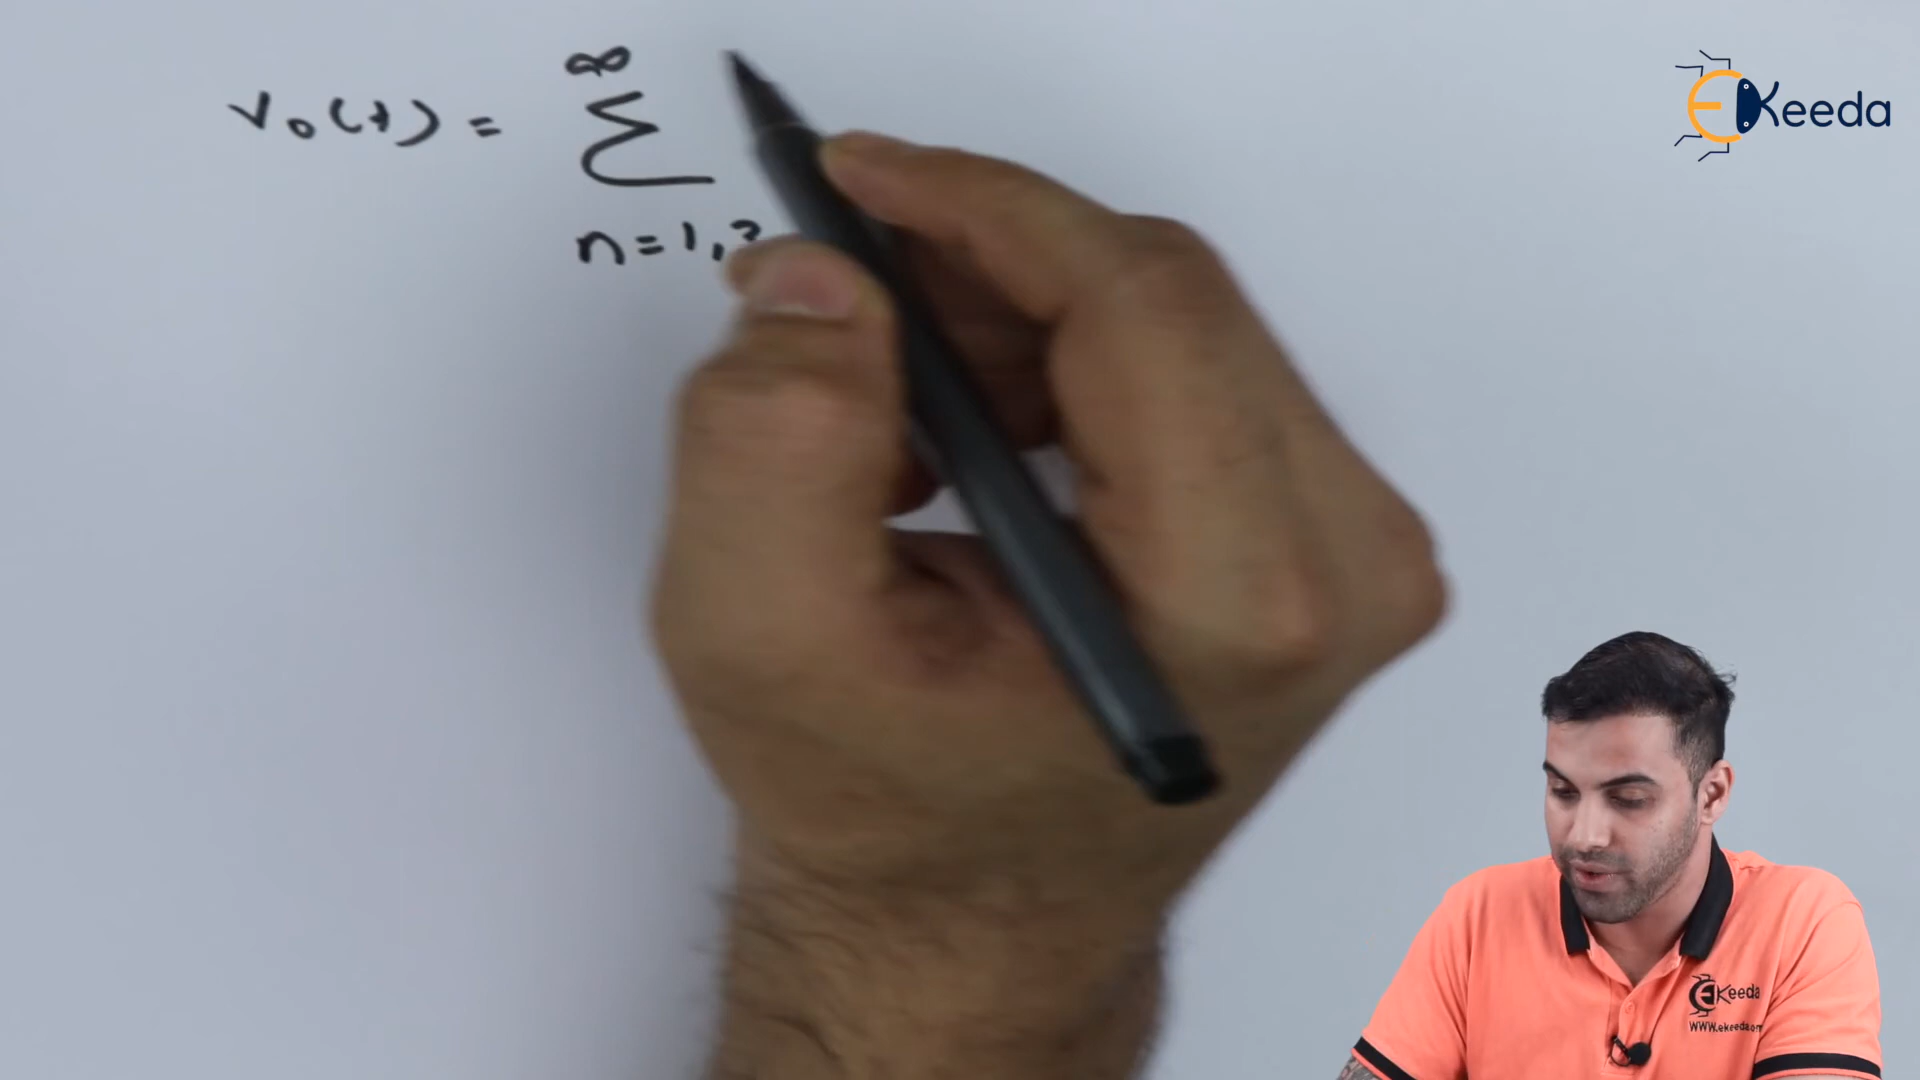 ∞
v₀(t) = Σ
n=1,3
EKeeda
EKeeda
www.ekeeda.com